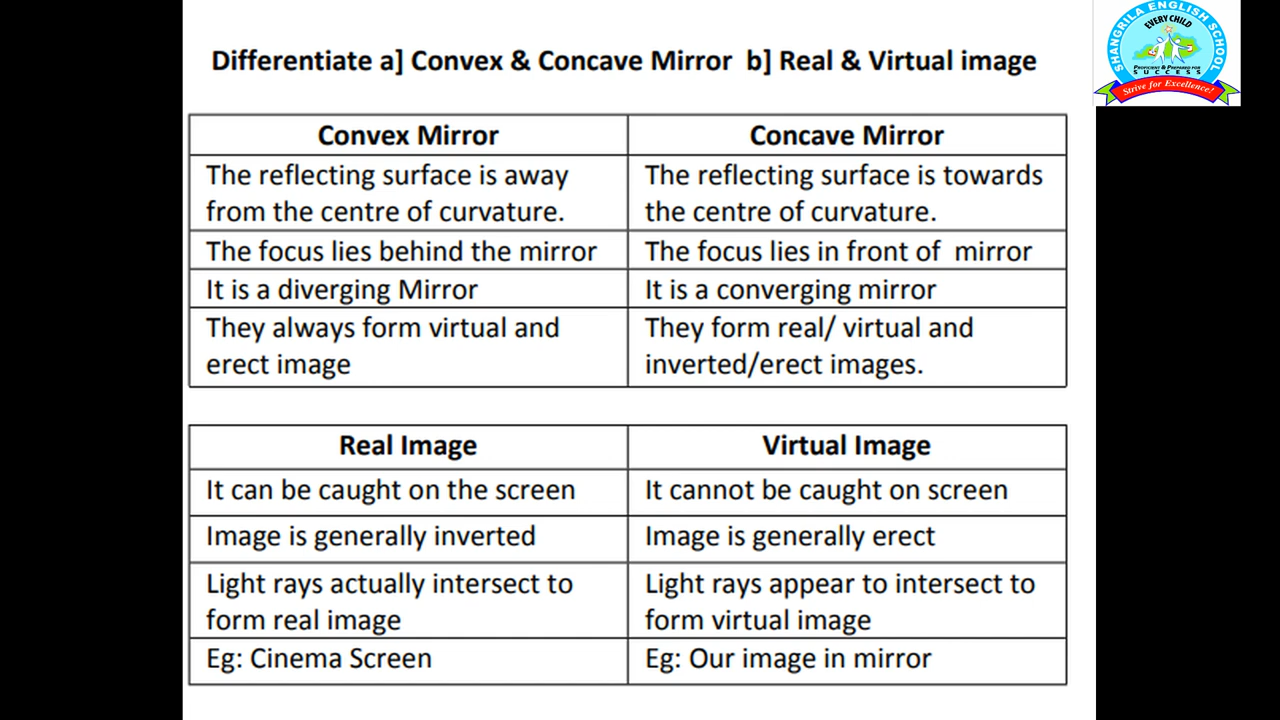 SHANGRILA ENGLISH SCHOOL
EVERY CHILD
PROFICIENT & PREPARED FOR
SUCCESS
Strive for Excellence!
Differentiate a] Convex & Concave Mirror b] Real & Virtual image
Convex Mirror
Concave Mirror
The reflecting surface is away
from the centre of curvature.
The reflecting surface is towards
the centre of curvature.
The focus lies behind the mirror
The focus lies in front of mirror
It is a diverging Mirror
It is a converging mirror
They always form virtual and
erect image
They form real/ virtual and
inverted/erect images.
Real Image
Virtual Image
It can be caught on the screen
It cannot be caught on screen
Image is generally inverted
Image is generally erect
Light rays actually intersect to
form real image
Light rays appear to intersect to
form virtual image
Eg: Cinema Screen
Eg: Our image in mirror